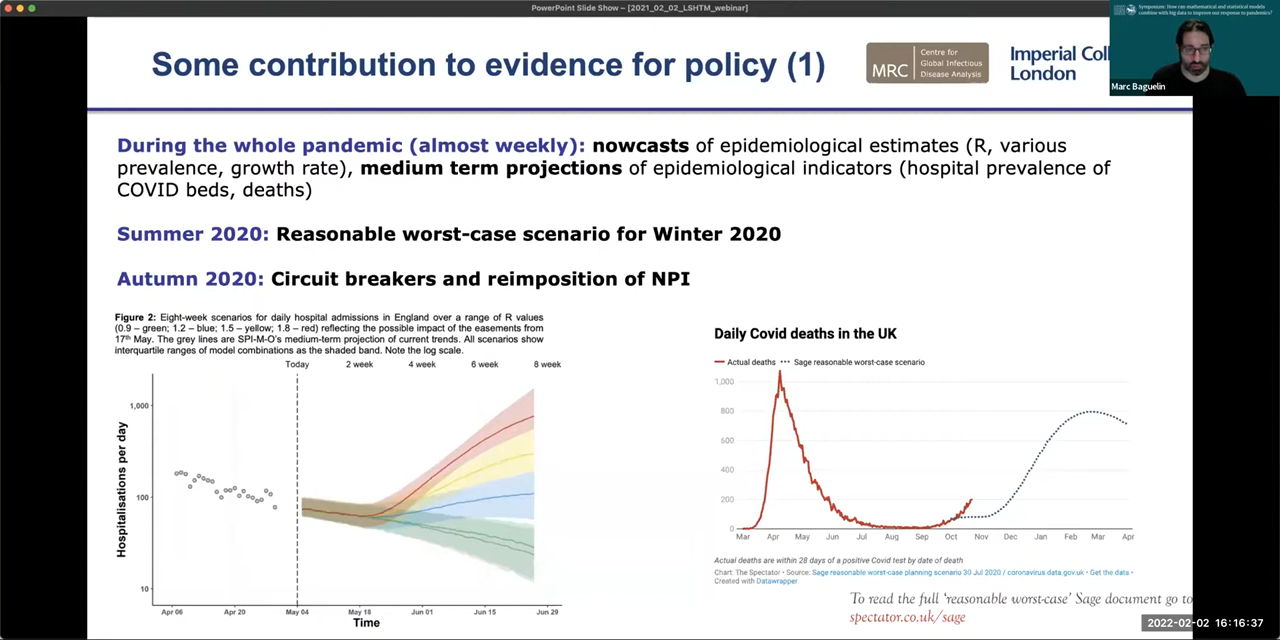 PowerPoint Slide Show – [2021_02_02_LSHTM_webinar]
Symposium: How can mathematical and statistical models
combine with big data to improve our response to pandemics?
Marc Baguelin
Some contribution to evidence for policy (1)
MRC
Centre for
Global Infectious
Disease Analysis
Imperial Coll
London
During the whole pandemic (almost weekly): nowcasts of epidemiological estimates (R, various
prevalence, growth rate), medium term projections of epidemiological indicators (hospital prevalence of
COVID beds, deaths)
Summer 2020: Reasonable worst-case scenario for Winter 2020
Autumn 2020: Circuit breakers and reimposition of NPI
Figure 2: Eight-week scenarios for daily hospital admissions in England over a range of R values
(0.9 – green; 1.2 – blue; 1.5 – yellow; 1.8 – red) reflecting the possible impact of the easements from
17th May. The grey lines are SPI-M-O's medium-term projection of current trends. All scenarios show
interquartile ranges of model combinations as the shaded band. Note the log scale.
Today 2 week 4 week 6 week 8 week
1,000
100
10
Hospitalisations per day
Apr 06 Apr 20 May 04 May 18 Jun 01 Jun 15 Jun 29
Time
Daily Covid deaths in the UK
Actual deaths Sage reasonable worst-case scenario
1,000
800
600
400
200
0
Mar Apr May Jun Jul Aug Sep Oct Nov Dec Jan Feb Mar Apr
Actual deaths are within 28 days of a positive Covid test by date of death
Chart: The Spectator • Source: Sage reasonable worst-case planning scenario 30 Jul 2020 / coronavirus.data.gov.uk • Get the data •
Created with Datawrapper
To read the full 'reasonable worst-case' Sage document go to
spectator.co.uk/sage
2022-02-02 16:16:37